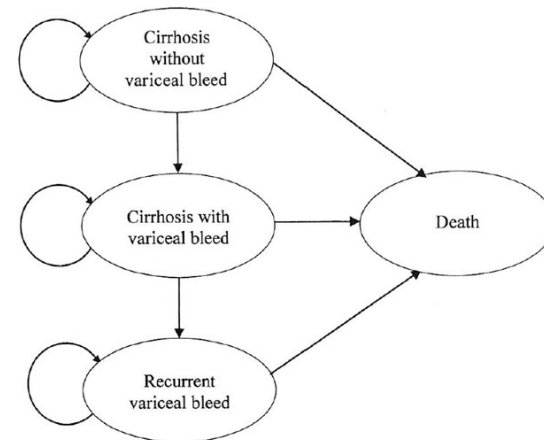 Cirrhosis
without
variceal bleed
Cirrhosis with
variceal bleed
Death
Recurrent
variceal bleed